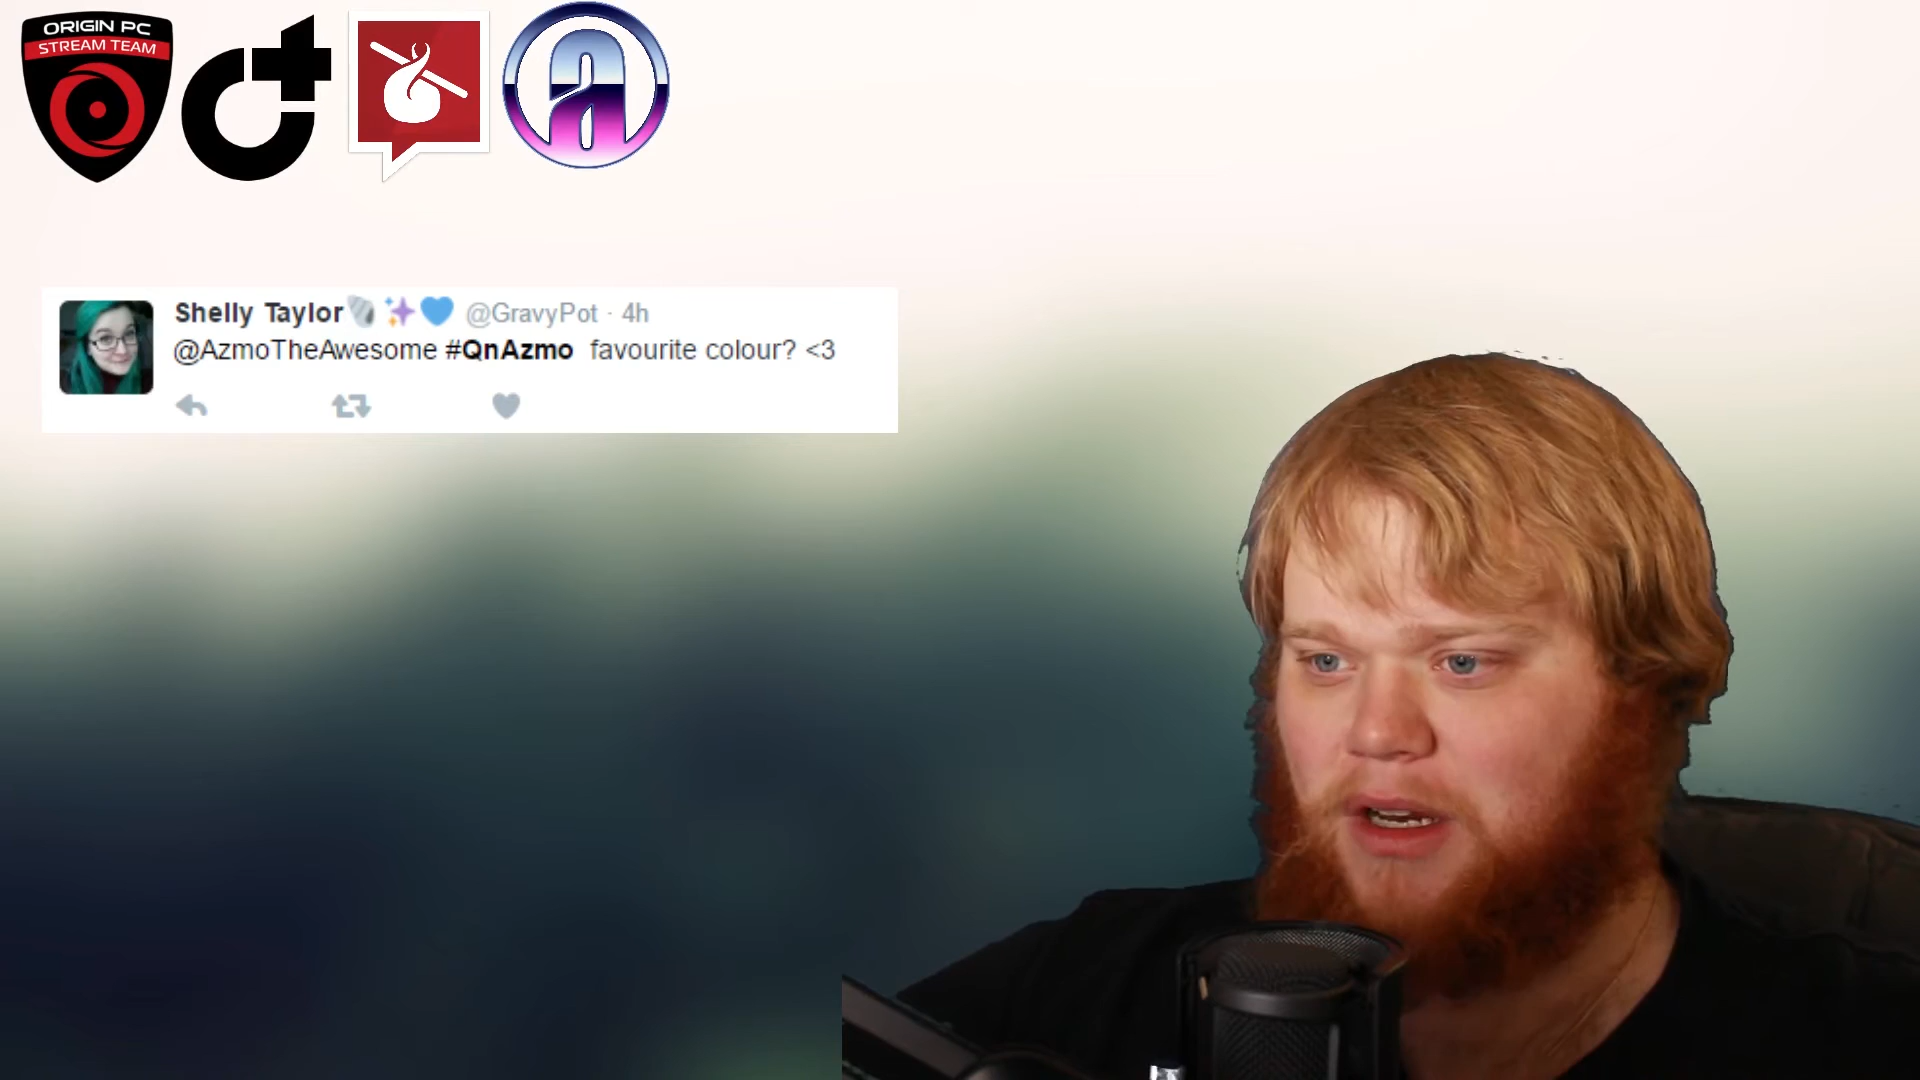 ORIGIN PC
STREAM TEAM
Shelly Taylor @GravyPot · 4h
@AzmoTheAwesome #QnAzmo favourite colour? <3